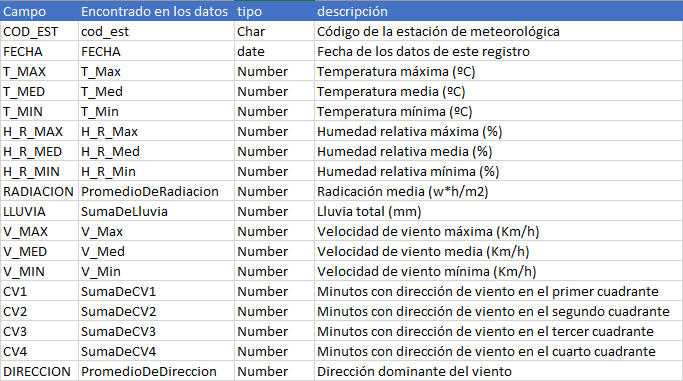 Campo Encontrado en los datos tipo descripción
COD_EST cod_est Char Código de la estación de meteorológica
FECHA FECHA date Fecha de los datos de este registro
T_MAX T_Max Number Temperatura máxima (ºC)
T_MED T_Med Number Temperatura media (ºC)
T_MIN T_Min Number Temperatura mínima (ºC)
H_R_MAX H_R_Max Number Humedad relativa máxima (%)
H_R_MED H_R_Med Number Humedad relativa media (%)
H_R_MIN H_R_Min Number Humedad relativa mínima (%)
RADIACION PromedioDeRadiacion Number Radicación media (w*h/m2)
LLUVIA SumaDeLluvia Number Lluvia total (mm)
V_MAX V_Max Number Velocidad de viento máxima (Km/h)
V_MED V_Med Number Velocidad de viento media (Km/h)
V_MIN V_Min Number Velocidad de viento mínima (Km/h)
CV1 SumaDeCV1 Number Minutos con dirección de viento en el primer cuadrante
CV2 SumaDeCV2 Number Minutos con dirección de viento en el segundo cuadrante
CV3 SumaDeCV3 Number Minutos con dirección de viento en el tercer cuadrante
CV4 SumaDeCV4 Number Minutos con dirección de viento en el cuarto cuadrante
DIRECCION PromedioDeDireccion Number Dirección dominante del viento